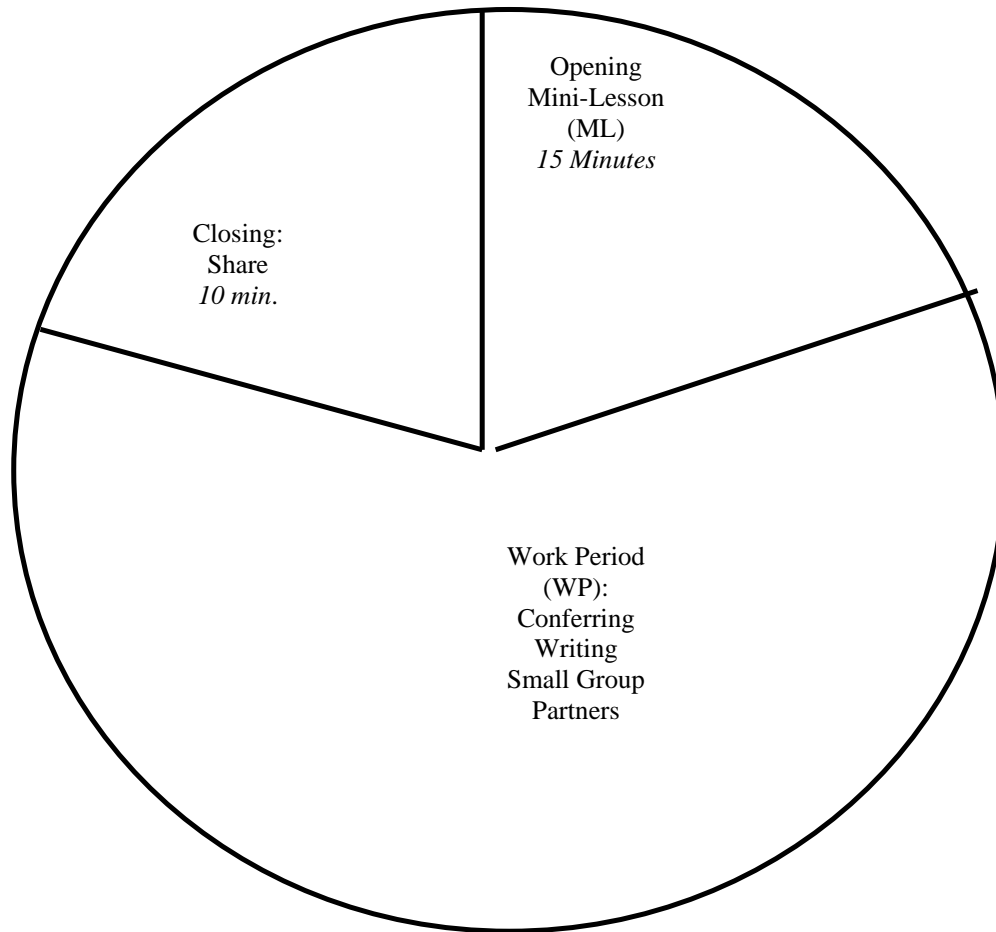 Opening
Mini-Lesson
(ML)
15 Minutes
Closing:
Share
10 min.
Work Period
(WP):
Conferring
Writing
Small Group
Partners